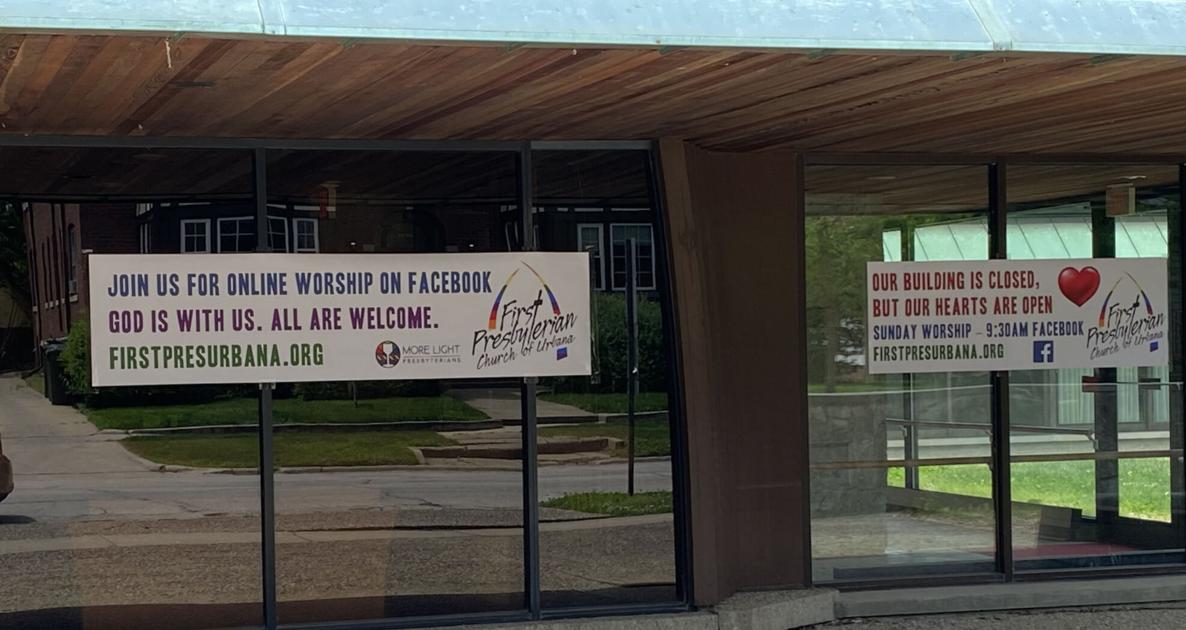 JOIN US FOR ONLINE WORSHIP ON FACEBOOK
GOD IS WITH US. ALL ARE WELCOME.
FIRSTPRESURBANA.ORG
MORE LIGHT
PRESBYTERIANS
First
Presbyterian
Church of Urbana
OUR BUILDING IS CLOSED,
BUT OUR HEARTS ARE OPEN
SUNDAY WORSHIP - 9:30AM FACEBOOK
FIRSTPRESURBANA.ORG
f
First
Presbyterian
Church of Urbana